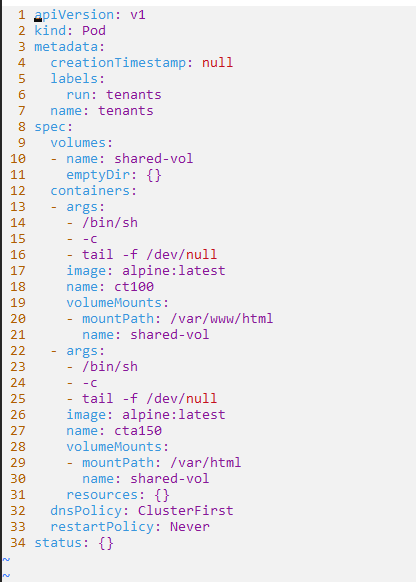 1 apiVersion: v1
2 kind: Pod
3 metadata:
4   creationTimestamp: null
5   labels:
6     run: tenants
7   name: tenants
8 spec:
9   volumes:
10   - name: shared-vol
11     emptyDir: {}
12   containers:
13   - args:
14     - /bin/sh
15     - -c
16     - tail -f /dev/null
17     image: alpine:latest
18     name: ct100
19     volumeMounts:
20     - mountPath: /var/www/html
21       name: shared-vol
22   - args:
23     - /bin/sh
24     - -c
25     - tail -f /dev/null
26     image: alpine:latest
27     name: cta150
28     volumeMounts:
29     - mountPath: /var/html
30       name: shared-vol
31     resources: {}
32   dnsPolicy: ClusterFirst
33   restartPolicy: Never
34 status: {}
~
~